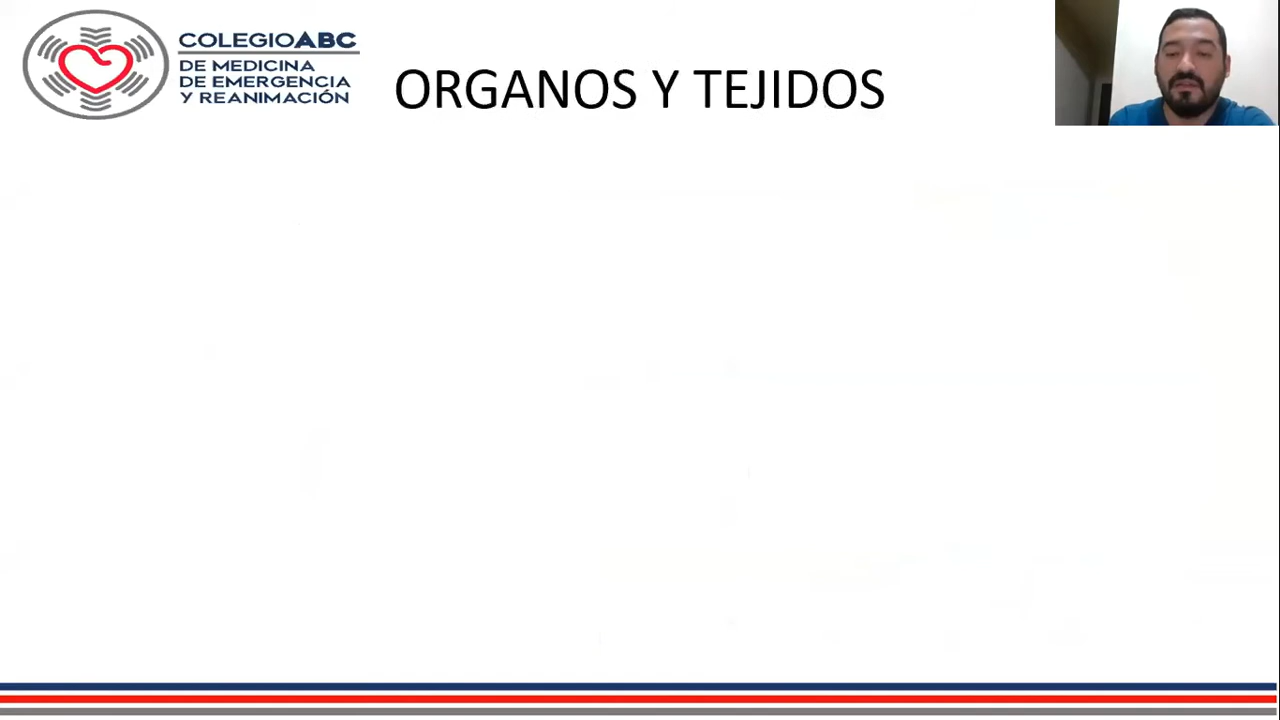 COLEGIOABC
DE MEDICINA
DE EMERGENCIA
Y REANIMACIÓN
ORGANOS Y TEJIDOS